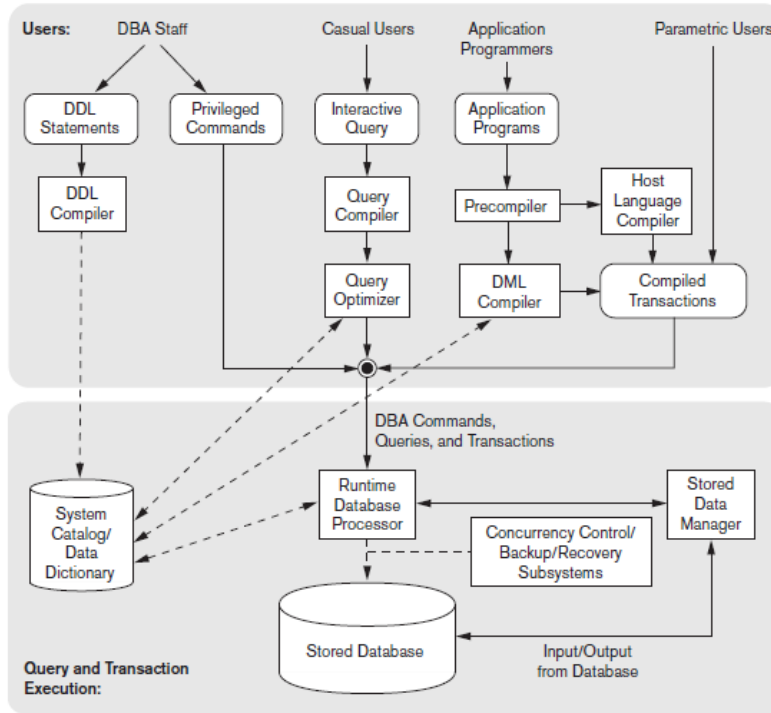 Users:
DBA Staff
Casual Users
Application
Programmers
Parametric Users
DDL
Statements
Privileged
Commands
Interactive
Query
Application
Programs
DDL
Compiler
Query
Compiler
Precompiler
Host
Language
Compiler
Query
Optimizer
DML
Compiler
Compiled
Transactions
DBA Commands,
Queries, and Transactions
System
Catalog/
Data
Dictionary
Runtime
Database
Processor
Stored
Data
Manager
Concurrency Control/
Backup/Recovery
Subsystems
Stored Database
Input/Output
from Database
Query and Transaction
Execution: